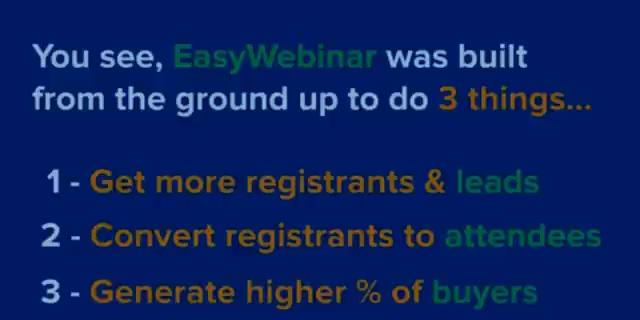 You see, EasyWebinar was built
from the ground up to do 3 things...
1 - Get more registrants & leads
2 - Convert registrants to attendees
3 - Generate higher % of buyers